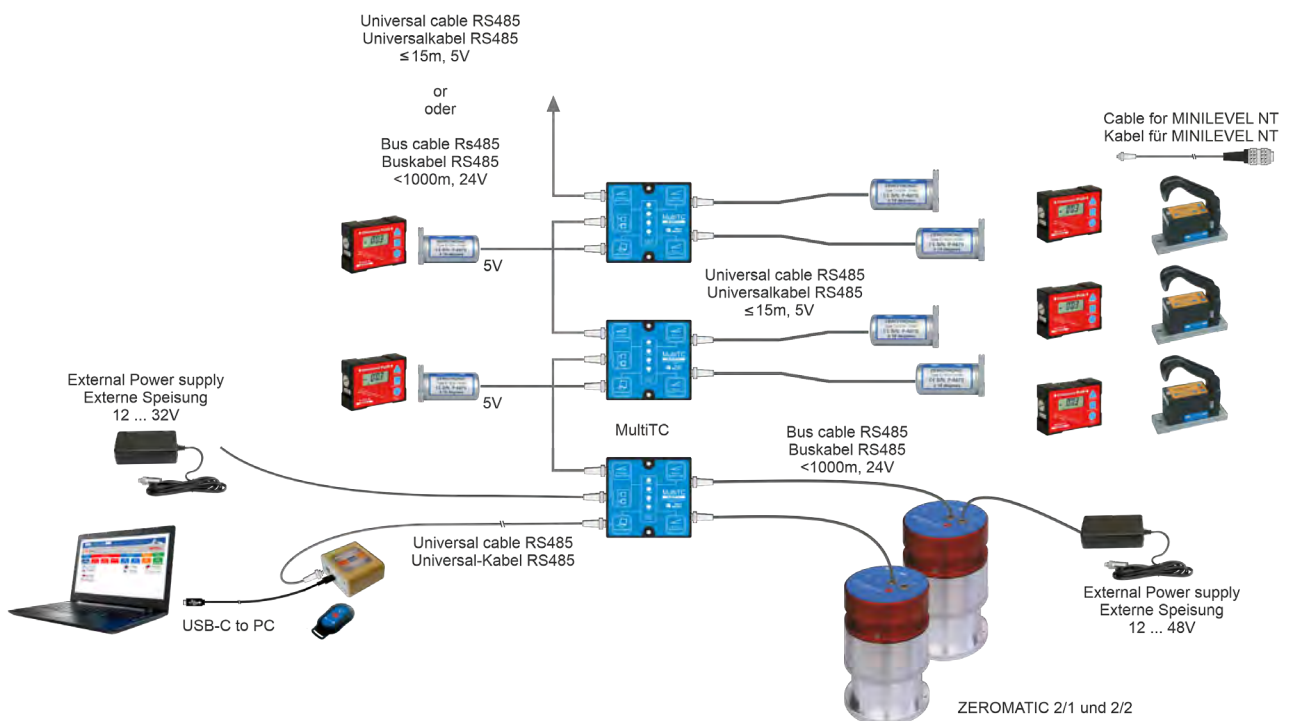 Universal cable RS485
Universalkabel RS485
≤ 15m, 5V
or
oder
Bus cable Rs485
Buskabel RS485
<1000m, 24V
Cable for MINILEVEL NT
Kabel für MINILEVEL NT
5V
Universal cable RS485
Universalkabel RS485
≤ 15m, 5V
External Power supply
Externe Speisung
12 ... 32V
5V
MultiTC
Bus cable RS485
Buskabel RS485
<1000m, 24V
Universal cable RS485
Universal-Kabel RS485
USB-C to PC
External Power supply
Externe Speisung
12 ... 48V
ZEROMATIC 2/1 und 2/2
MultiTC
MultiTC
MultiTC